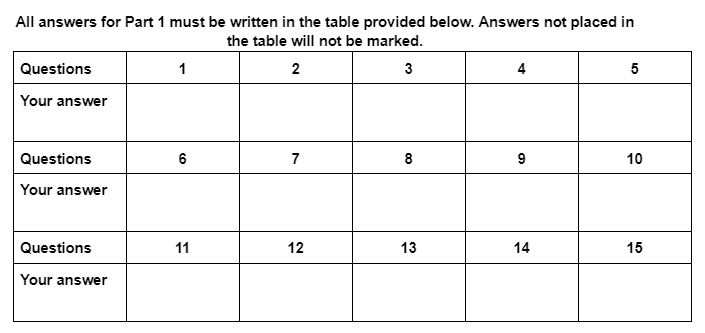 All answers for Part 1 must be written in the table provided below. Answers not placed in
the table will not be marked.
Questions 1 2 3 4 5
Your answer
Questions 6 7 8 9 10
Your answer
Questions 11 12 13 14 15
Your answer